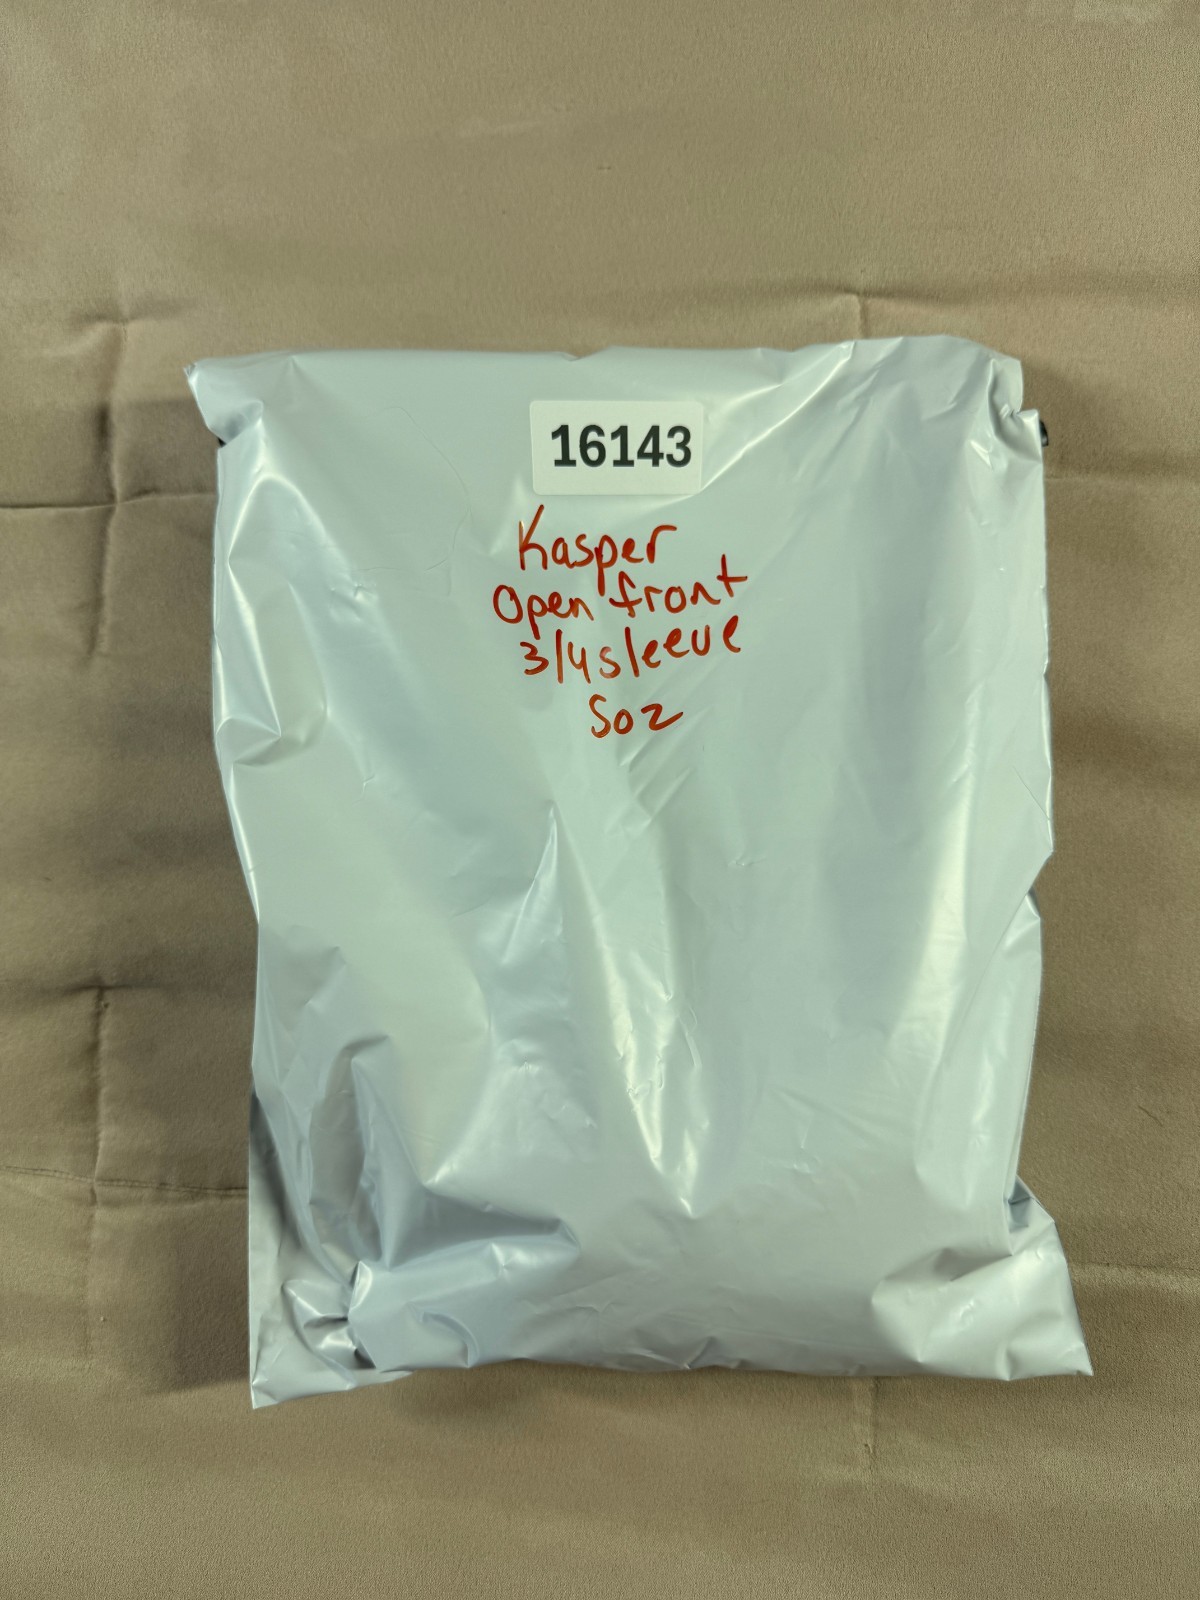 16143
Kasper
Open front
3/4 sleeve
5oz